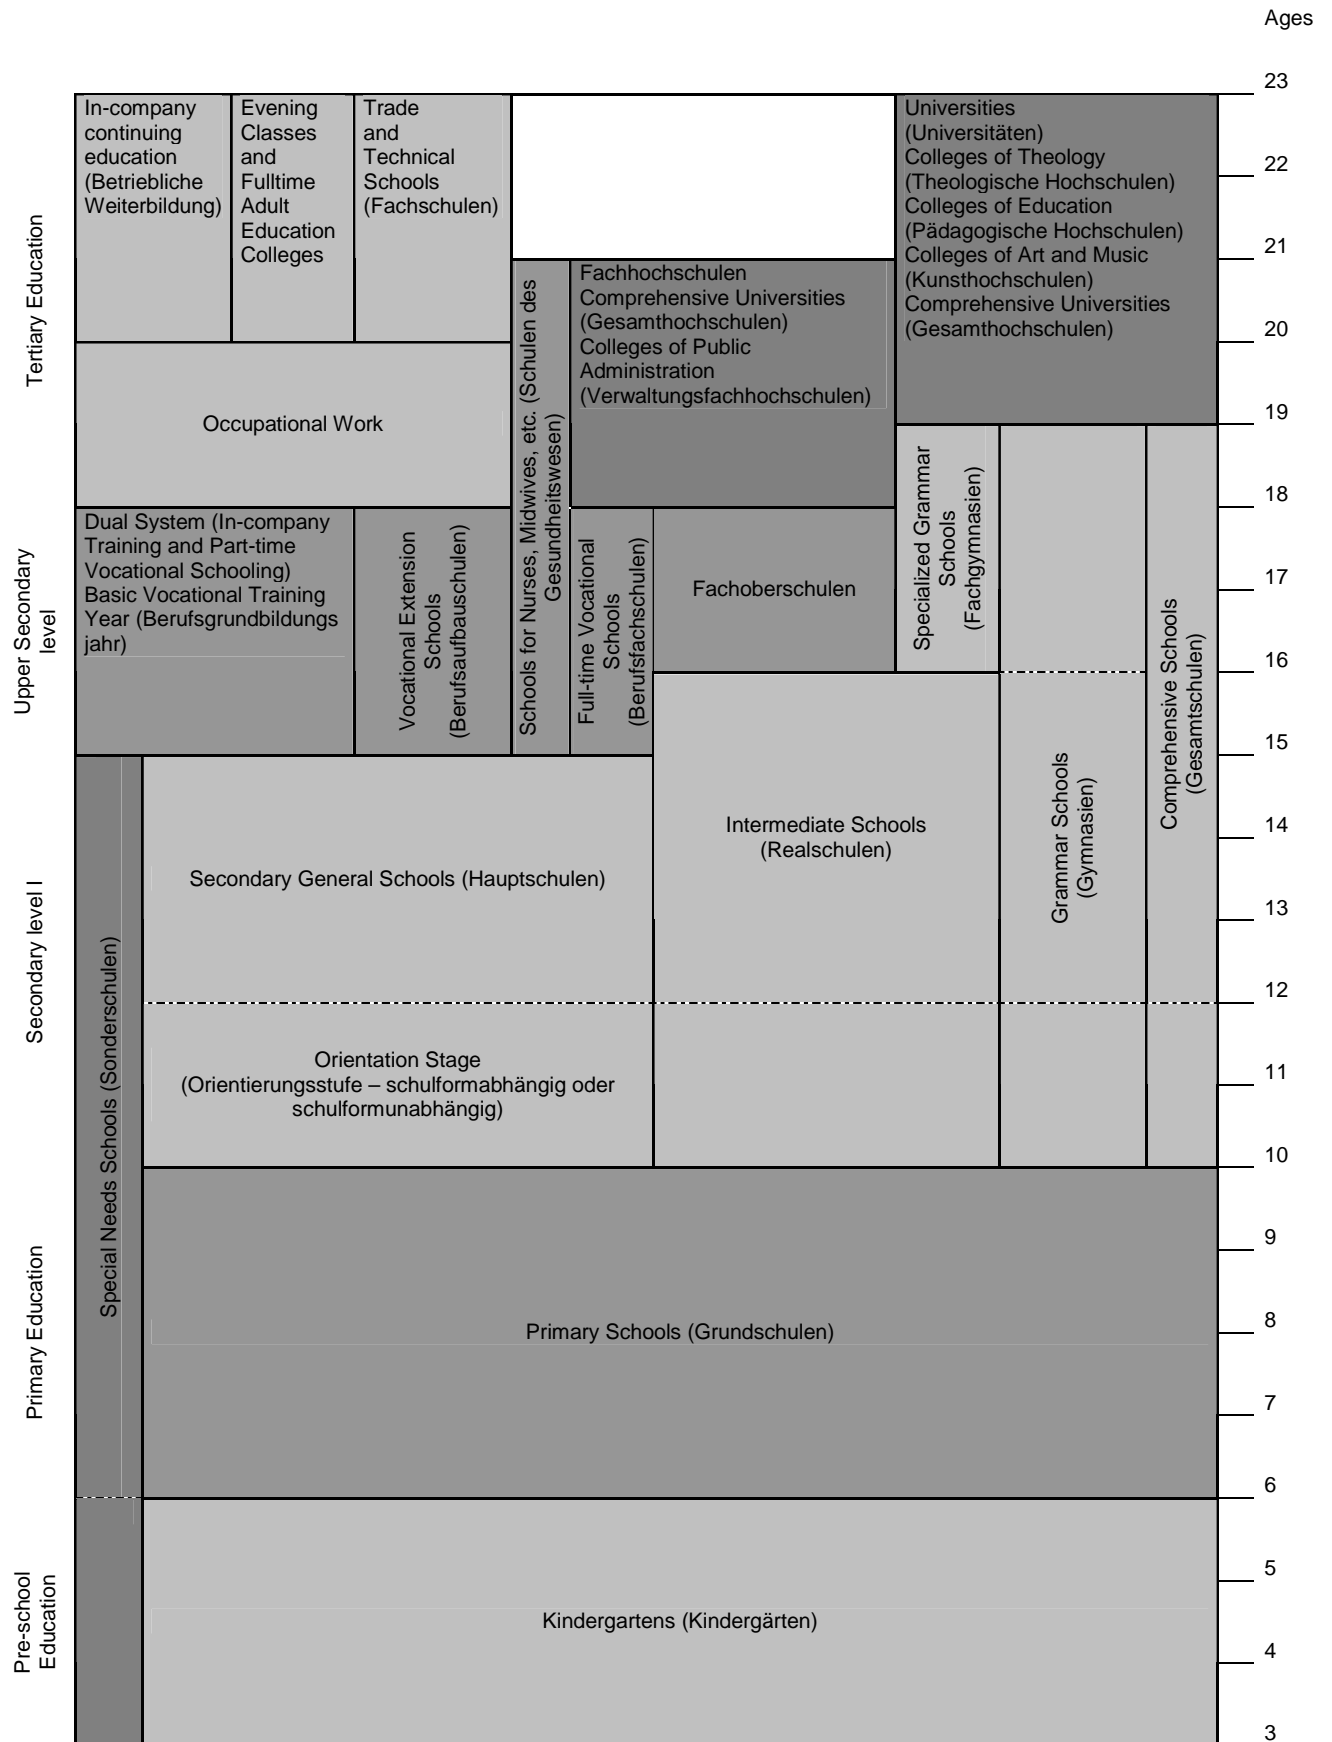 Ages
23
22
21
20
19
18
17
16
15
14
13
12
11
10
9
8
7
6
5
4
3
Tertiary Education
Upper Secondary
level
Secondary level I
Primary Education
Pre-school
Education
In-company
continuing
education
(Betriebliche
Weiterbildung)
Evening
Classes
and
Fulltime
Adult
Education
Colleges
Trade
and
Technical
Schools
(Fachschulen)
Universities
(Universitäten)
Colleges of Theology
(Theologische Hochschulen)
Colleges of Education
(Pädagogische Hochschulen)
Colleges of Art and Music
(Kunsthochschulen)
Comprehensive Universities
(Gesamthochschulen)
Schools for Nurses, Midwives, etc. (Schulen des
Gesundheitswesen)
Fachhochschulen
Comprehensive Universities
(Gesamthochschulen)
Colleges of Public
Administration
(Verwaltungsfachhochschulen)
Occupational Work
Dual System (In-company
Training and Part-time
Vocational Schooling)
Basic Vocational Training
Year (Berufsgrundbildungs
jahr)
Vocational Extension
Schools
(Berufsaufbauschulen)
Full-time Vocational
Schools
(Berufsfachschulen)
Fachoberschulen
Specialized Grammar
Schools
(Fachgymnasien)
Grammar Schools
(Gymnasien)
Comprehensive Schools
(Gesamtschulen)
Special Needs Schools (Sonderschulen)
Secondary General Schools (Hauptschulen)
Intermediate Schools
(Realschulen)
Orientation Stage
(Orientierungsstufe – schulformabhängig oder
schulformunabhängig)
Primary Schools (Grundschulen)
Kindergartens (Kindergärten)